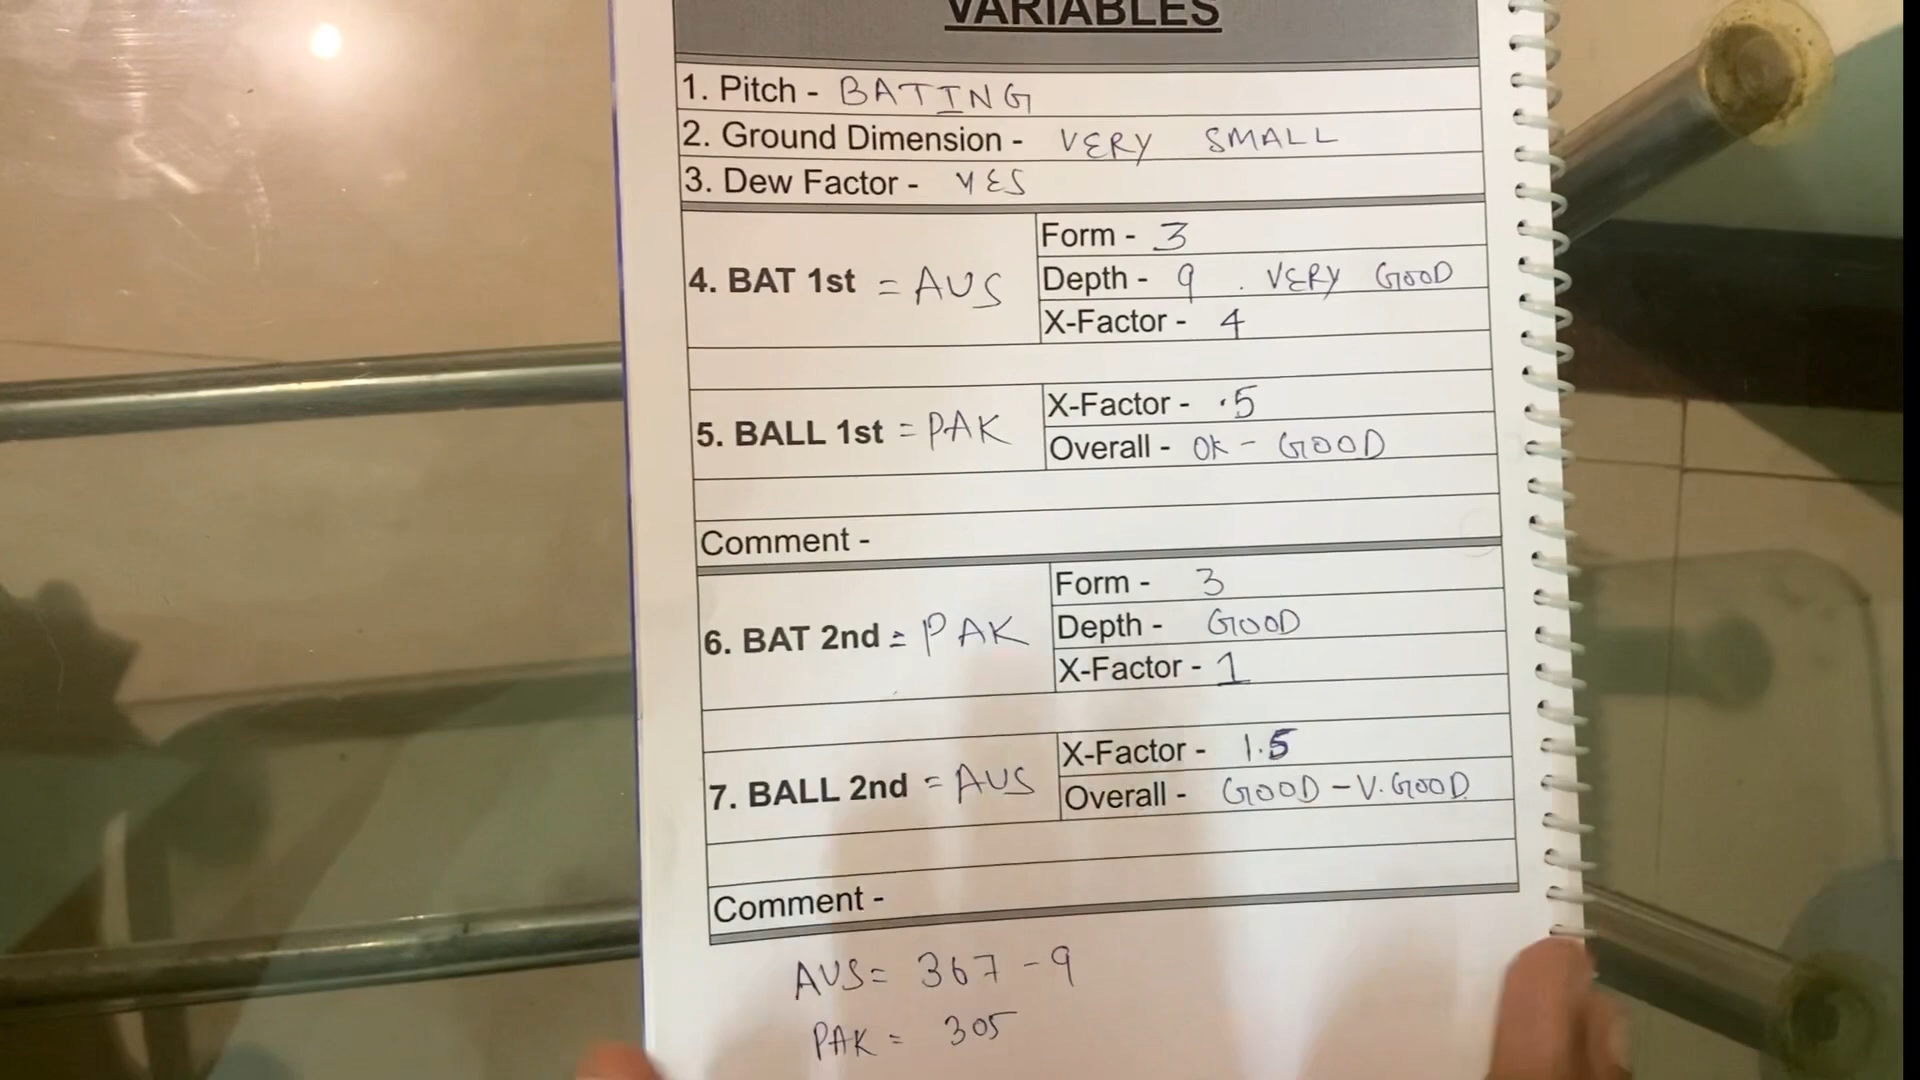 VARIABLES
1. Pitch - BATING
2. Ground Dimension - VERY SMALL
3. Dew Factor - YES
4. BAT 1st = AUS
Form - 3
Depth - 9 . VERY GOOD
X-Factor - 4
5. BALL 1st = PAK
X-Factor - .5
Overall - OK - GOOD
Comment -
6. BAT 2nd = PAK
Form - 3
Depth - GOOD
X-Factor - 1
7. BALL 2nd = AUS
X-Factor - 1.5
Overall - GOOD - V. GOOD.
Comment -
AUS = 367 - 9
PAK = 305